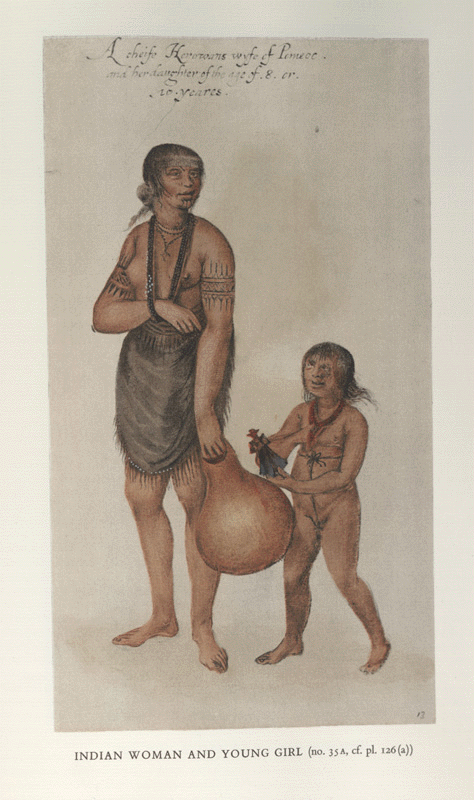 A cheife Herowans wyfe of Pomeoc.
and her daughter of the age of .8. or.
.10. yeares.
13
INDIAN WOMAN AND YOUNG GIRL (no. 35A, cf. pl. 126(a))